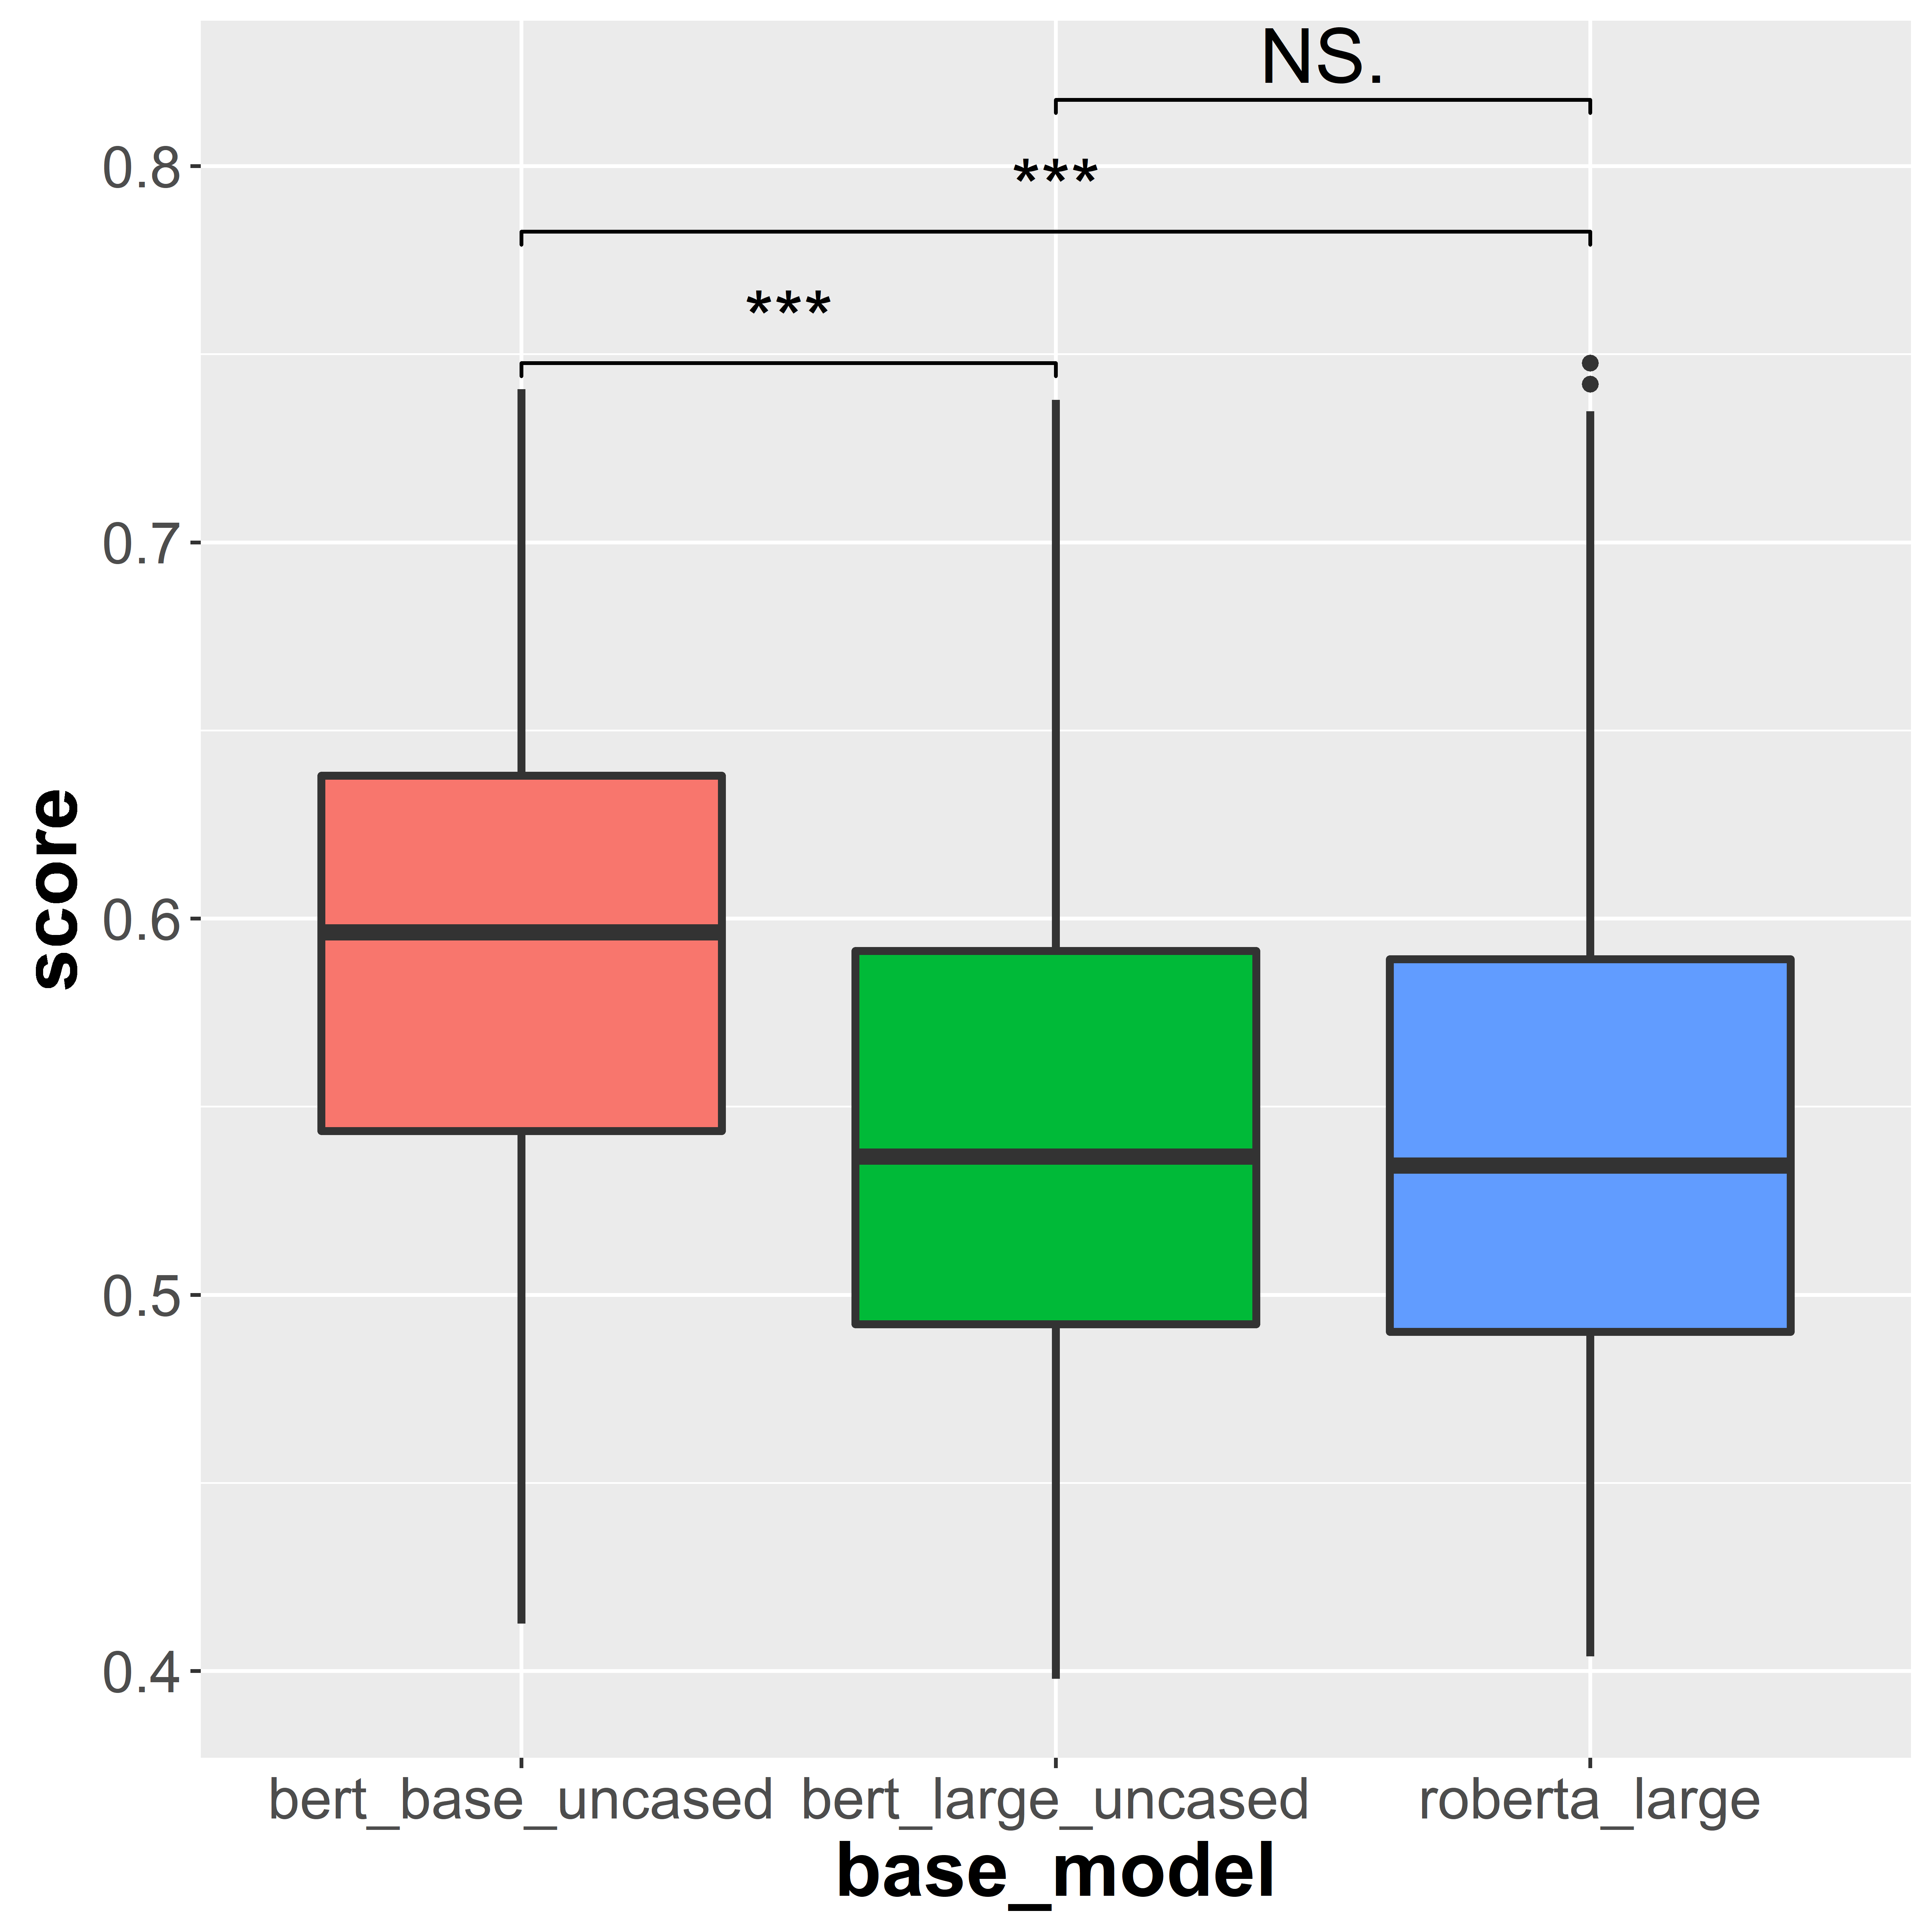 NS.
***
***
0.8
0.7
0.6
0.5
0.4
score
bert_base_uncased bert_large_uncased roberta_large
base_model